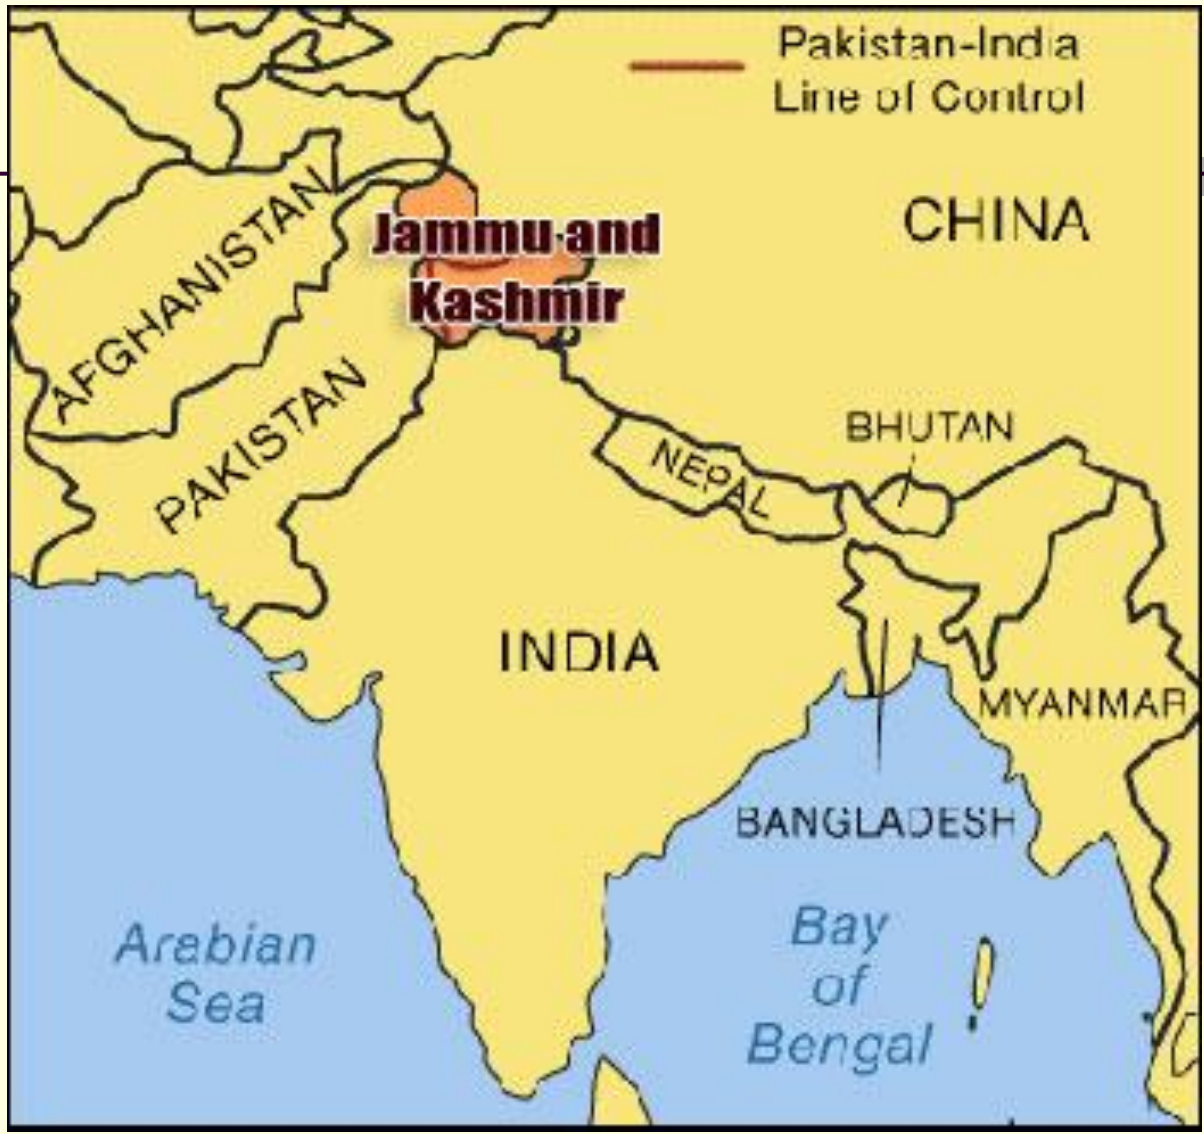 Pakistan-India
Line of Control
CHINA
Jammu and
Kashmir
AFGHANISTAN
PAKISTAN
BHUTAN
NEPAL
INDIA
MYANMAR
BANGLADESH
Arabian
Sea
Bay
of
Bengal